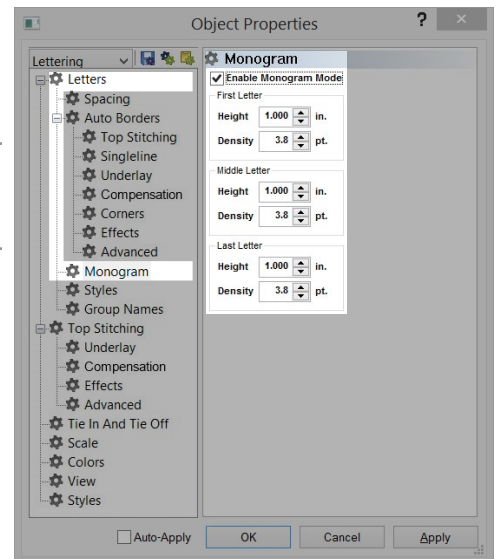 Object Properties ? ×
Lettering
Letters
Spacing
Auto Borders
Top Stitching
Singleline
Underlay
Compensation
Corners
Effects
Advanced
Monogram
Styles
Group Names
Top Stitching
Underlay
Compensation
Effects
Advanced
Tie In And Tie Off
Scale
Colors
View
Styles
Monogram
Enable Monogram Mode
First Letter
Height 1.000 in.
Density 3.8 pt.
Middle Letter
Height 1.000 in.
Density 3.8 pt.
Last Letter
Height 1.000 in.
Density 3.8 pt.
Auto-Apply OK Cancel Apply